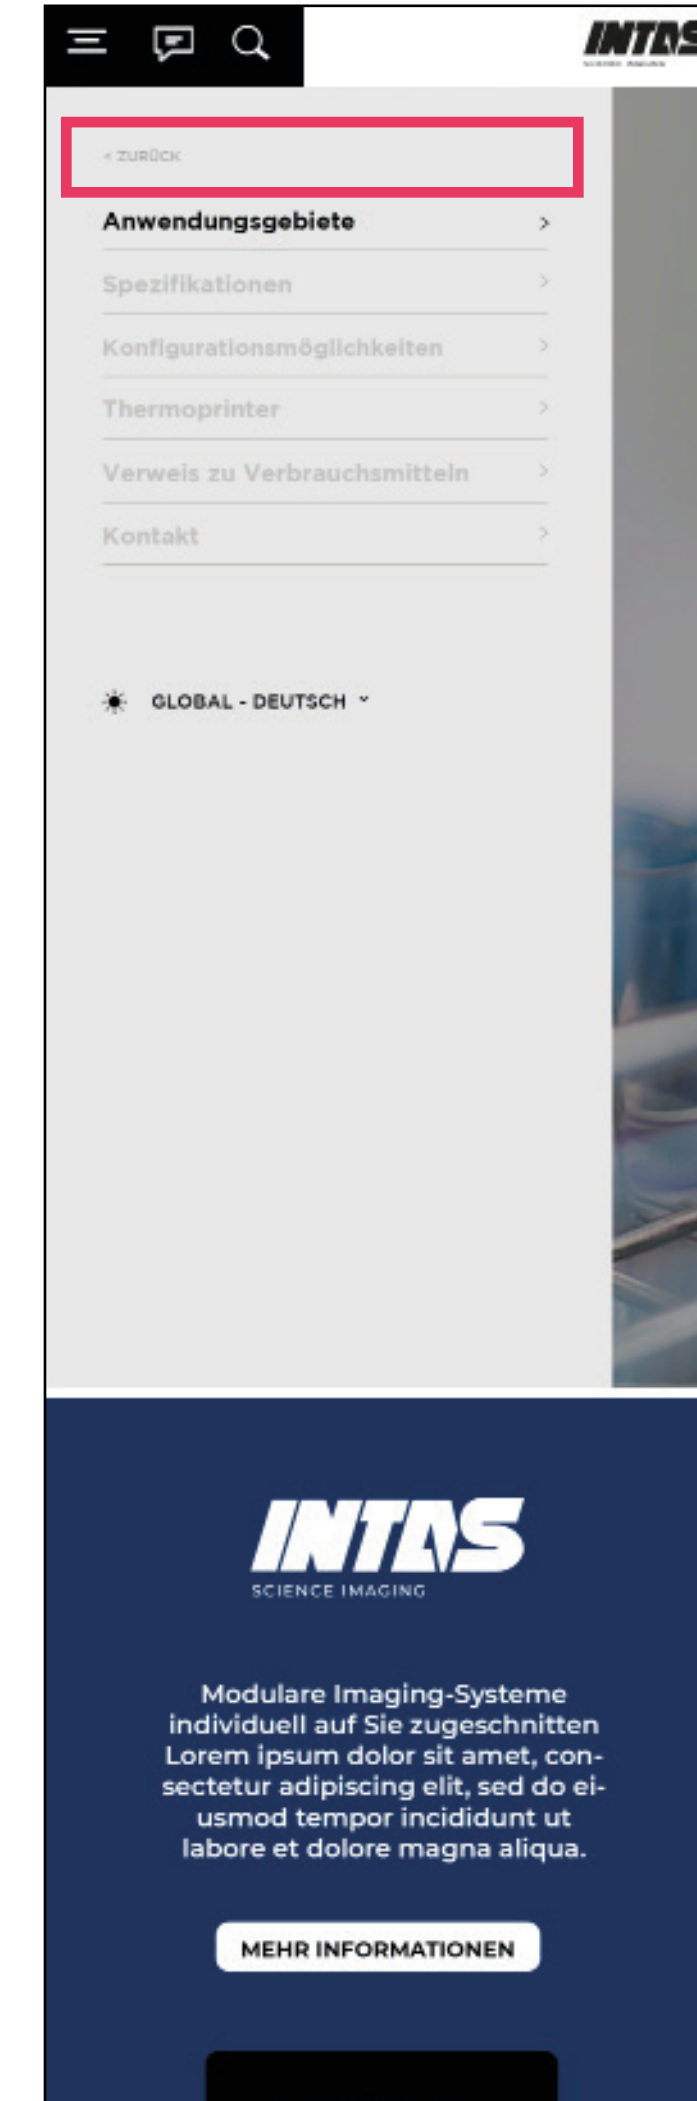 INTAS
< ZURÜCK
Anwendungsgebiete >
Spezifikationen >
Konfigurationsmöglichkeiten >
Thermoprinter >
Verweis zu Verbrauchsmitteln >
Kontakt >
GLOBAL - DEUTSCH
INTAS
SCIENCE IMAGING
Modulare Imaging-Systeme
individuell auf Sie zugeschnitten
Lorem ipsum dolor sit amet, con-
sectetur adipiscing elit, sed do ei-
usmod tempor incididunt ut
labore et dolore magna aliqua.
MEHR INFORMATIONEN